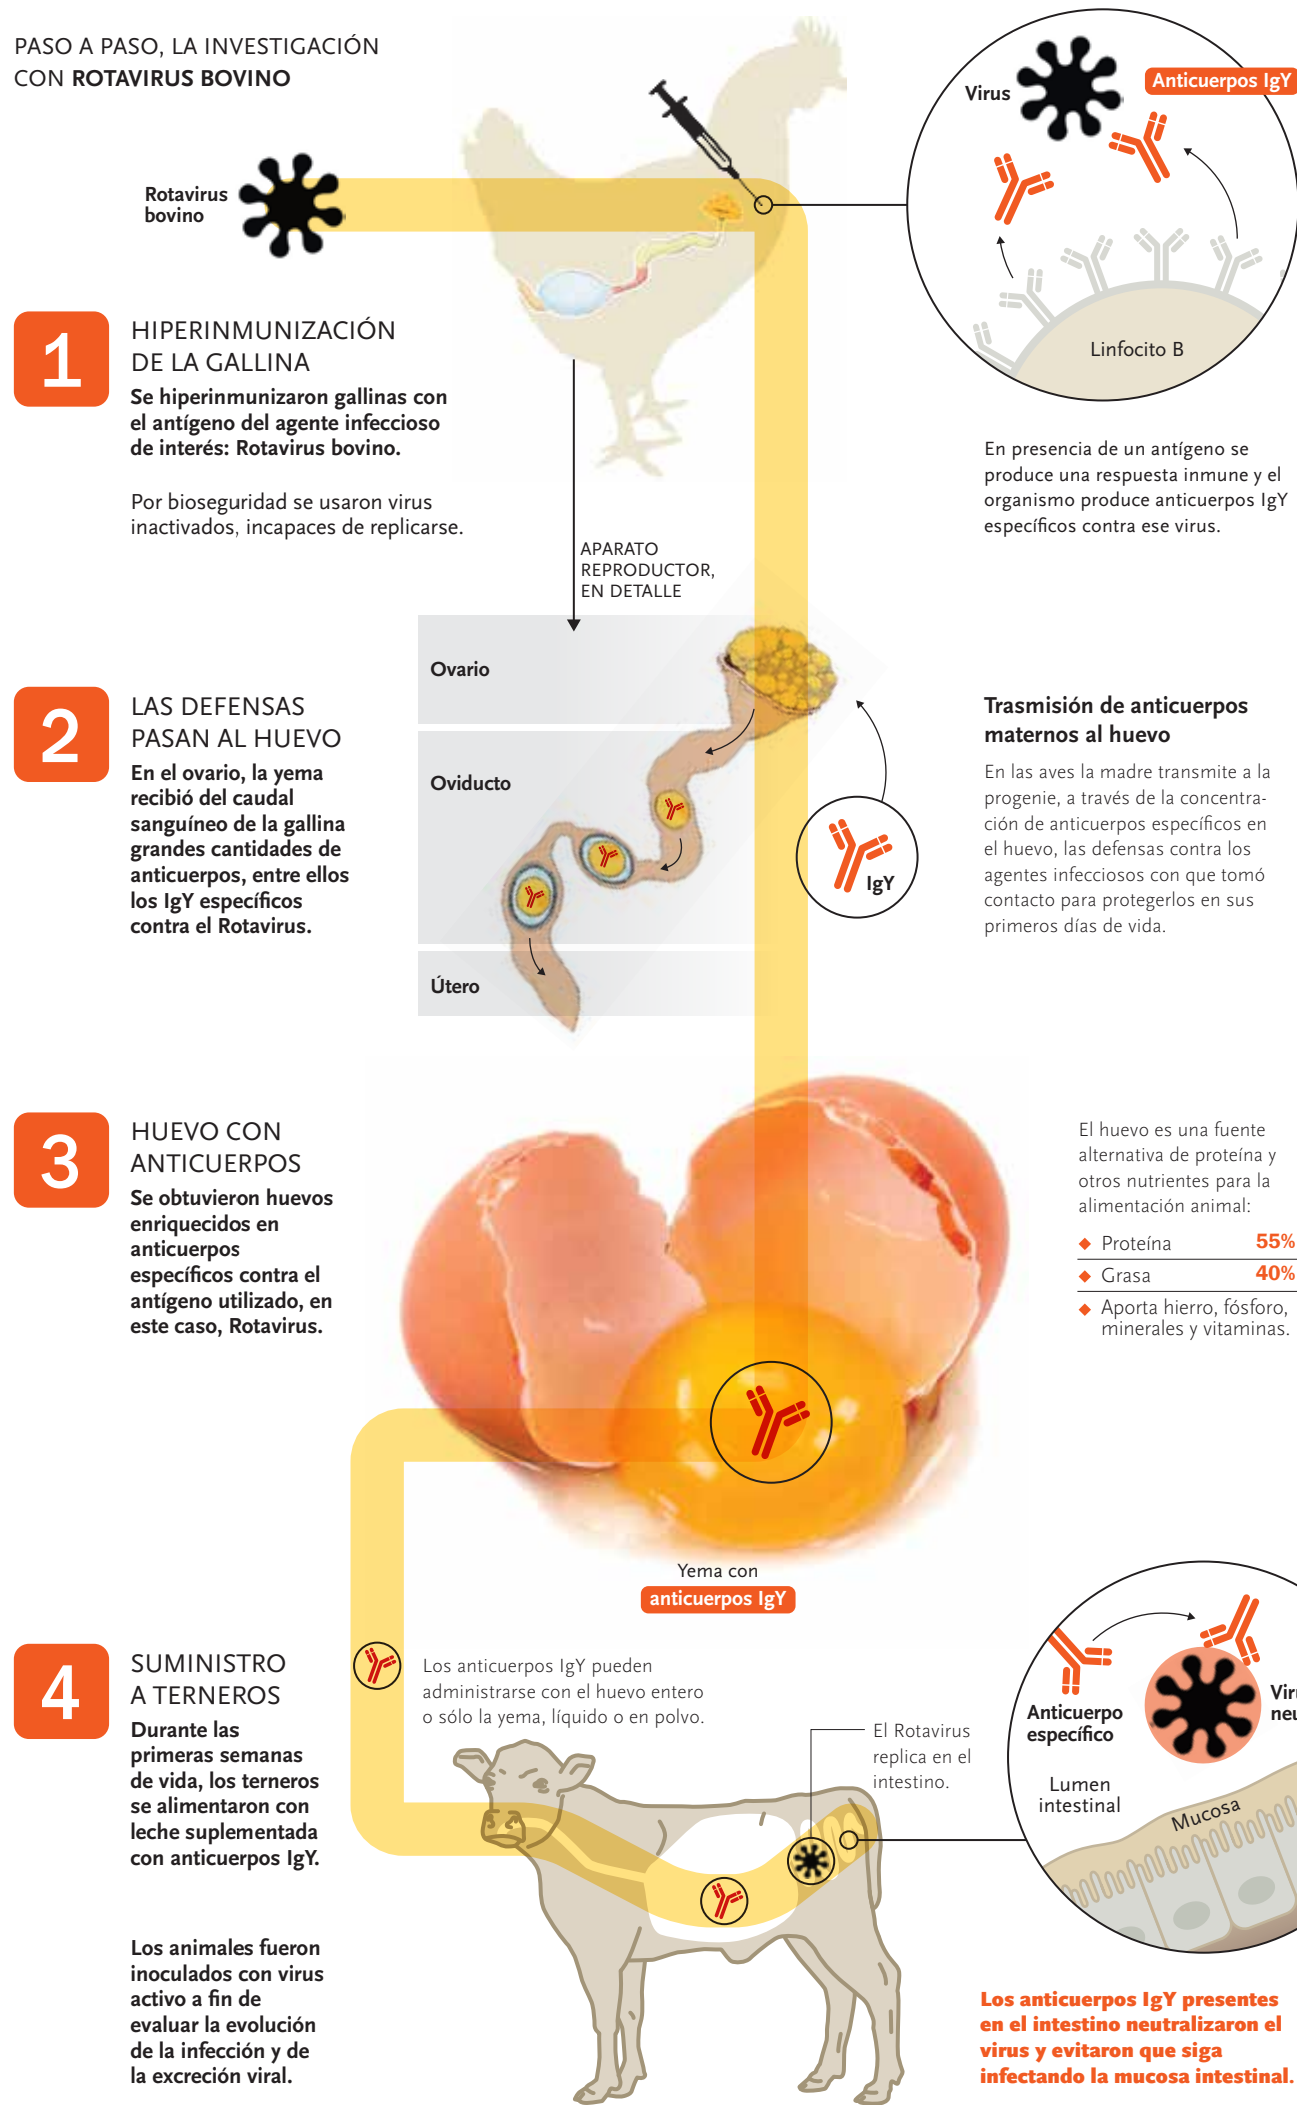 PASO A PASO, LA INVESTIGACIÓN
CON ROTAVIRUS BOVINO
Virus
Anticuerpos IgY
Rotavirus
bovino
Linfocito B
1
HIPERINMUNIZACIÓN
DE LA GALLINA
Se hiperinmunizaron gallinas con
el antígeno del agente infeccioso
de interés: Rotavirus bovino.
Por bioseguridad se usaron virus
inactivados, incapaces de replicarse.
En presencia de un antígeno se
produce una respuesta inmune y el
organismo produce anticuerpos IgY
específicos contra ese virus.
APARATO
REPRODUCTOR,
EN DETALLE
2
LAS DEFENSAS
PASAN AL HUEVO
En el ovario, la yema
recibió del caudal
sanguíneo de la gallina
grandes cantidades de
anticuerpos, entre ellos
los IgY específicos
contra el Rotavirus.
Ovario
Oviducto
Útero
IgY
Trasmisión de anticuerpos
maternos al huevo
En las aves la madre transmite a la
progenie, a través de la concentra-
ción de anticuerpos específicos en
el huevo, las defensas contra los
agentes infecciosos con que tomó
contacto para protegerlos en sus
primeros días de vida.
3
HUEVO CON
ANTICUERPOS
Se obtuvieron huevos
enriquecidos en
anticuerpos
específicos contra el
antígeno utilizado, en
este caso, Rotavirus.
El huevo es una fuente
alternativa de proteína y
otros nutrientes para la
alimentación animal:
Proteína 55%
Grasa 40%
Aporta hierro, fósforo,
minerales y vitaminas.
Yema con
anticuerpos IgY
4
SUMINISTRO
A TERNEROS
Durante las
primeras semanas
de vida, los terneros
se alimentaron con
leche suplementada
con anticuerpos IgY.
Los animales fueron
inoculados con virus
activo a fin de
evaluar la evolución
de la infección y de
la excreción viral.
Los anticuerpos IgY pueden
administrarse con el huevo entero
o sólo la yema, líquido o en polvo.
El Rotavirus
replica en el
intestino.
Anticuerpo
específico
Lumen
intestinal
Mucosa
Los anticuerpos IgY presentes
en el intestino neutralizaron el
virus y evitaron que siga
infectando la mucosa intestinal.